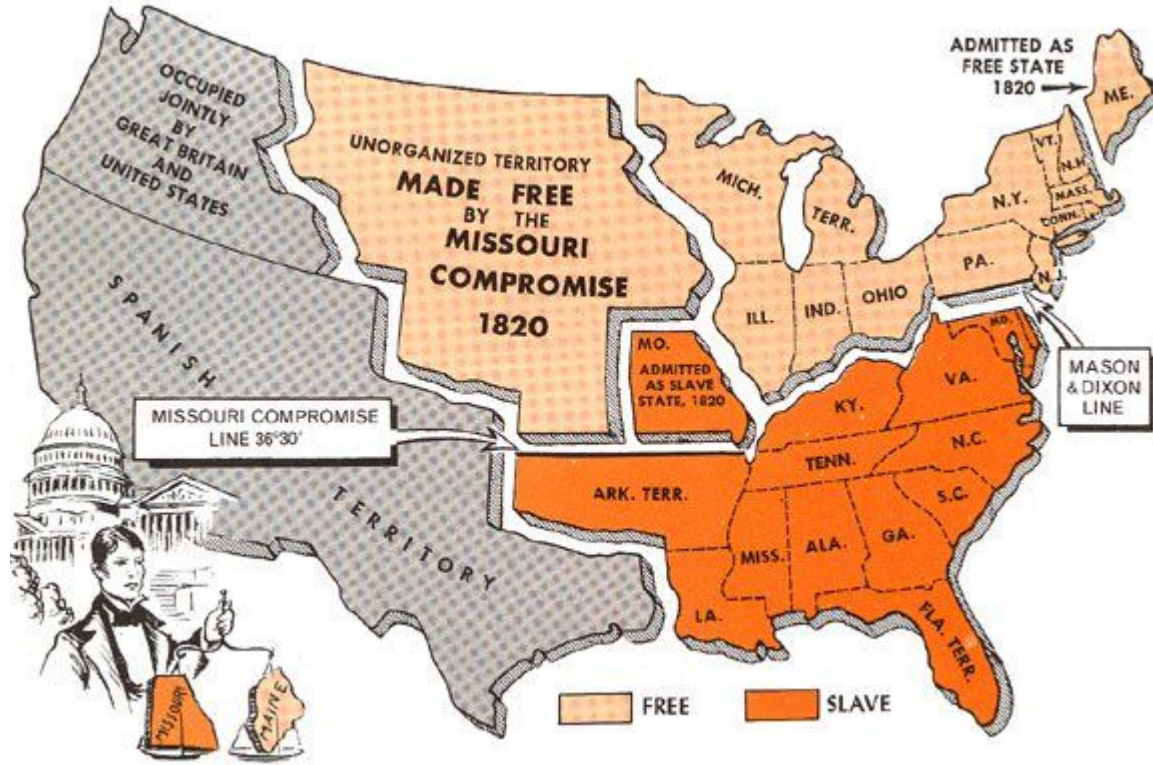 ADMITTED AS
FREE STATE
1820
ME.
OCCUPIED
JOINTLY
BY
GREAT BRITAIN
AND
UNITED STATES
UNORGANIZED TERRITORY
MADE FREE
BY THE
MISSOURI
COMPROMISE
1820
MICH.
TERR.
VT.
N.H
N.Y.
MASS.
CONN.
PA.
N.J.
ILL.
IND.
OHIO
SPANISH
TERRITORY
MO.
ADMITTED
AS SLAVE
STATE, 1820
MD.
VA.
MASON
& DIXON
LINE
MISSOURI COMPROMISE
LINE 36°30'
KY.
N.C.
TENN.
ARK. TERR.
S.C.
MISS.
ALA.
GA.
LA.
FLA. TERR.
MISSOURI
MAINE
FREE
SLAVE